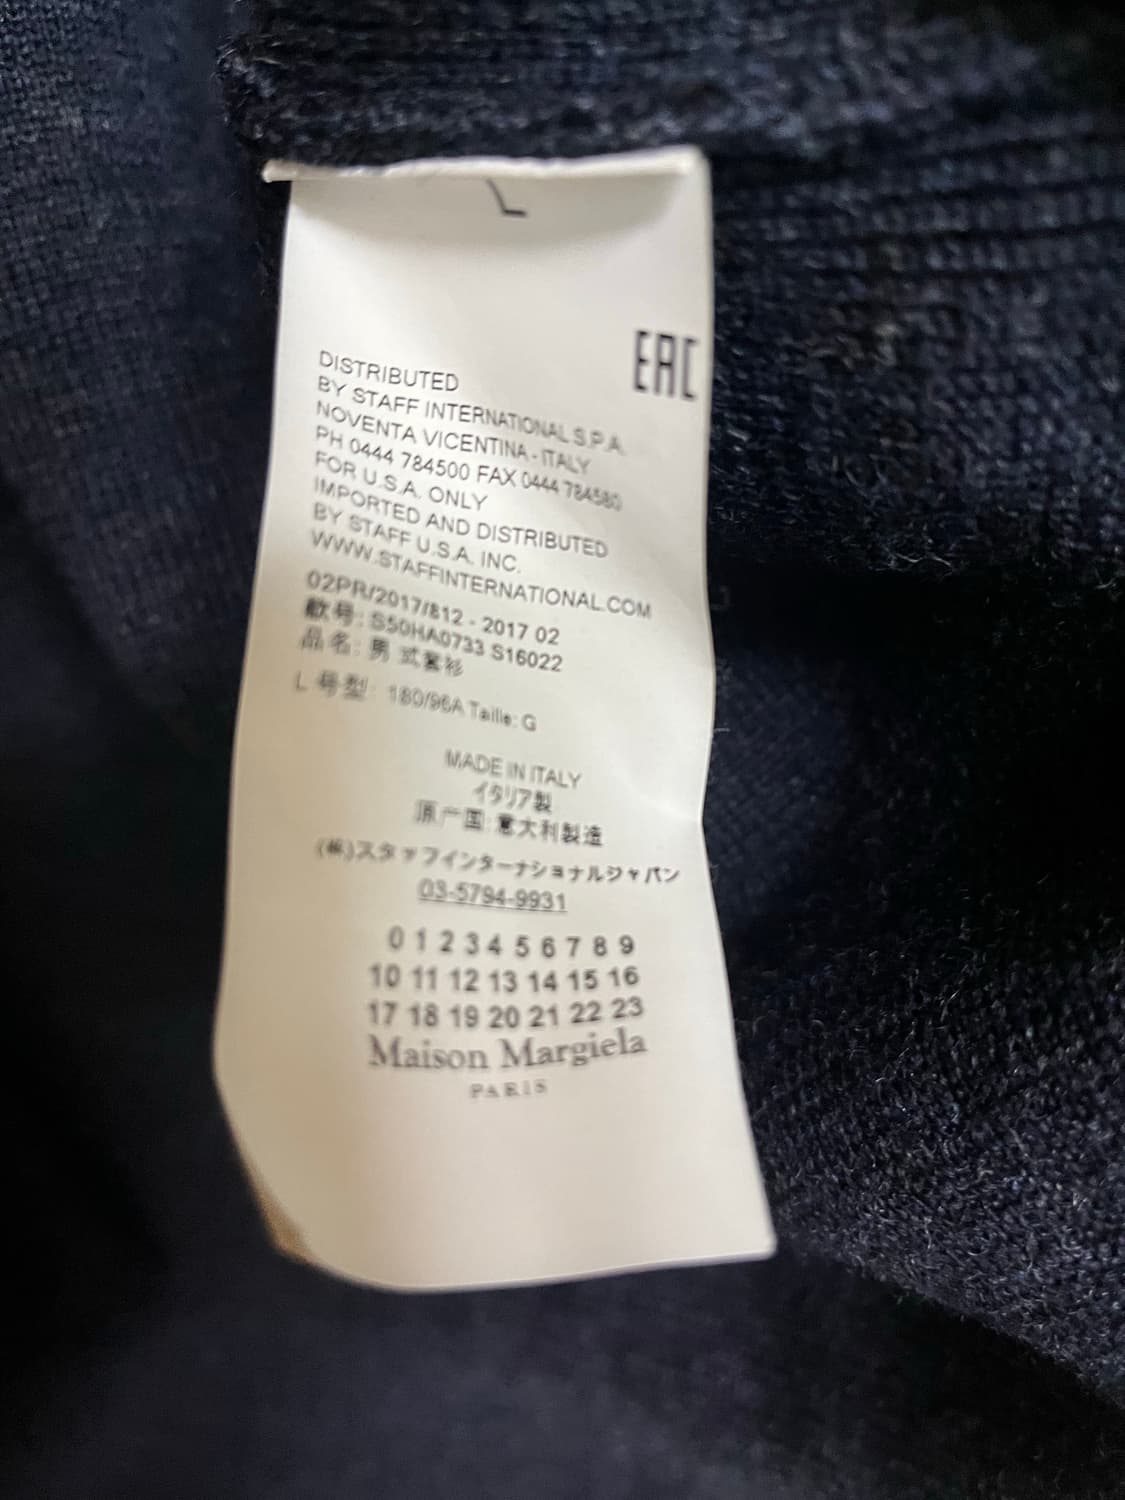 L
EAC
DISTRIBUTED
BY STAFF INTERNATIONAL S.P.A.
NOVENTA VICENTINA - ITALY
PH 0444 784500 FAX 0444 784580
FOR U.S.A. ONLY
IMPORTED AND DISTRIBUTED
BY STAFF U.S.A. INC.
WWW.STAFFINTERNATIONAL.COM
02PR/2017/812 - 2017 02
款号: S50HA0733 S16022
品名: 男 式
L 号型: 180/96A Taille: G
MADE IN ITALY
イタリア製
原产国: 意大利製造
(株)スタッフインターナショナルジャパン
03-5794-9931
0 1 2 3 4 5 6 7 8 9
10 11 12 13 14 15 16
17 18 19 20 21 22 23
Maison Margiela
PARIS